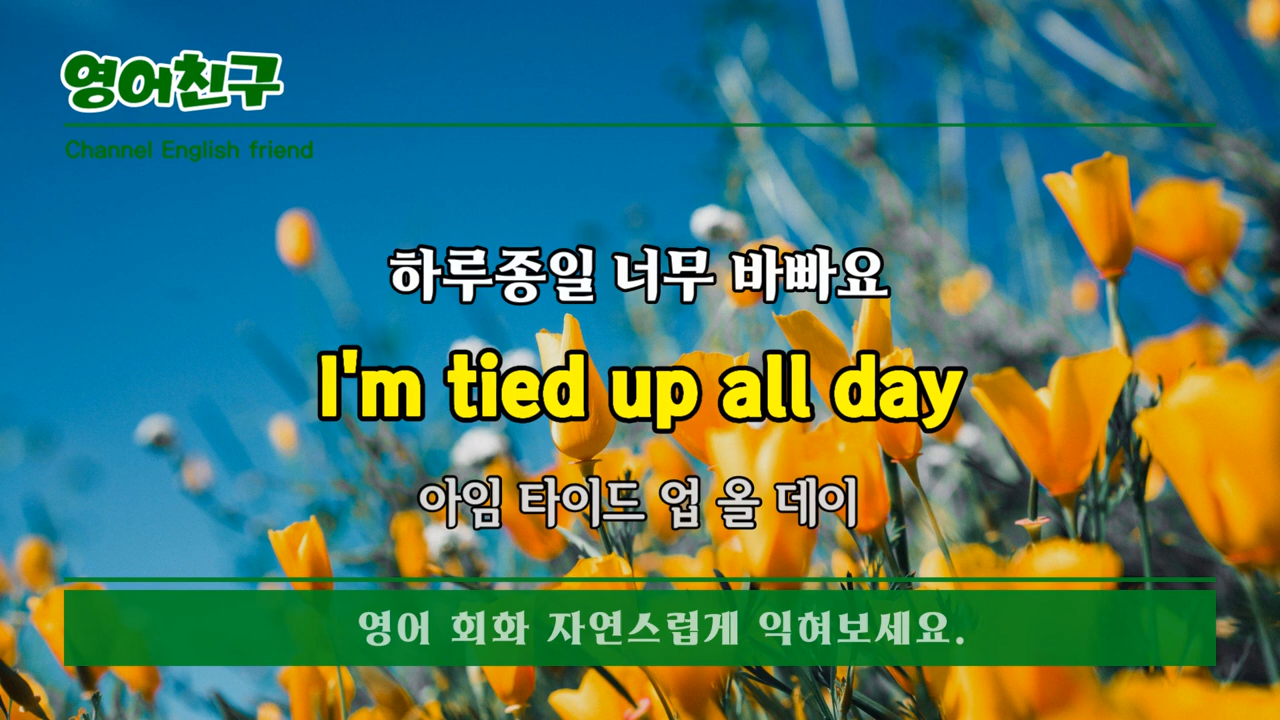 영어친구
Channel English friend
하루종일 너무 바빠요
I'm tied up all day
아임 타이드 업 올 데이
영어 회화 자연스럽게 익혀보세요.